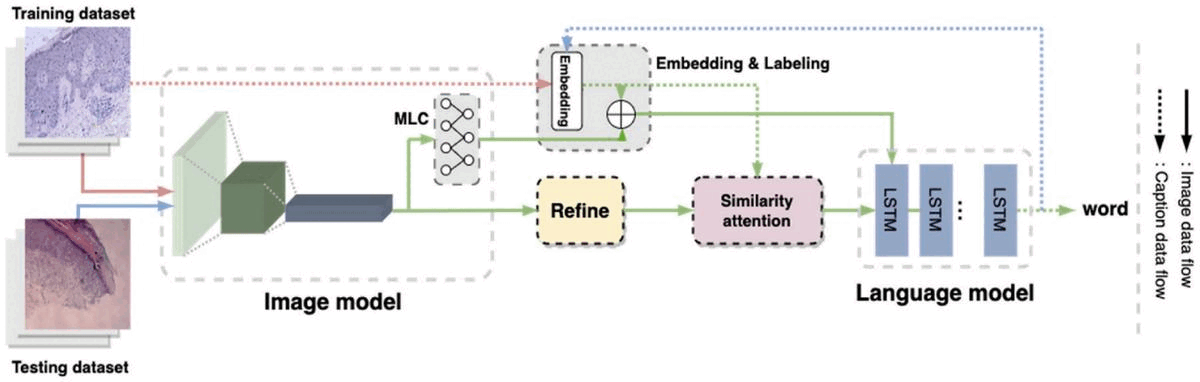 Training dataset
Embedding & Labeling
Embedding
MLC
Refine
Similarity
attention
LSTM
LSTM
...
LSTM
word
Image model
Language model
Testing dataset
: Image data flow
: Caption data flow